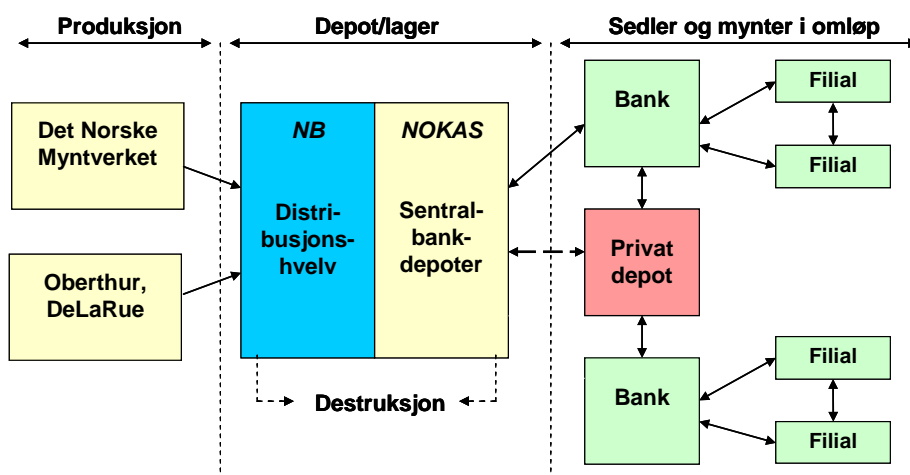 Produksjon
Depot/lager
Sedler og mynter i omløp
Det Norske
Myntverket
Oberthur,
DeLaRue
NB
Distri-
busjons-
hvelv
NOKAS
Sentral-
bank-
depoter
Destruksjon
Bank
Filial
Filial
Privat
depot
Bank
Filial
Filial